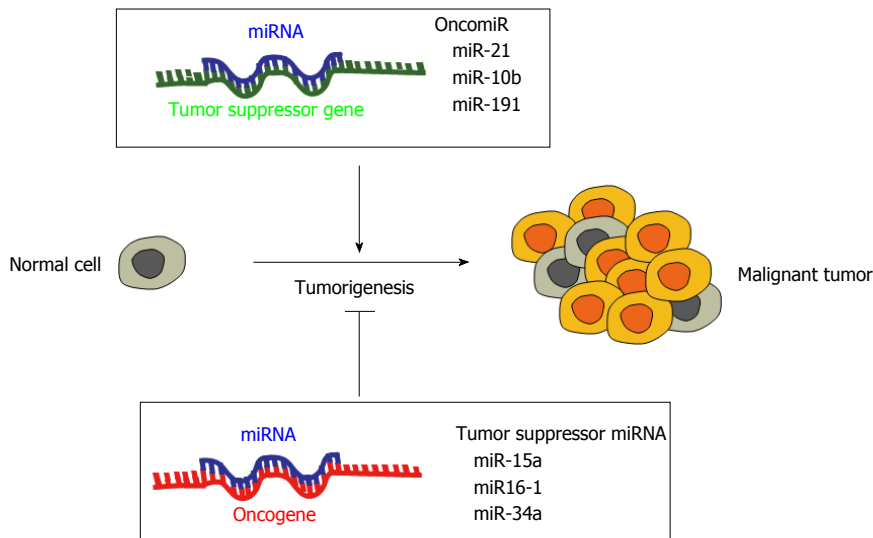 miRNA
Tumor suppressor gene
OncomiR
miR-21
miR-10b
miR-191
Normal cell
Tumorigenesis
Malignant tumor
miRNA
Oncogene
Tumor suppressor miRNA
miR-15a
miR16-1
miR-34a